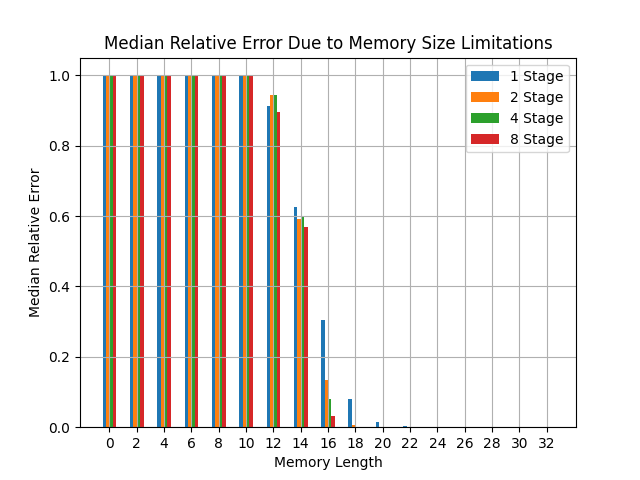 Median Relative Error Due to Memory Size Limitations
1.0
0.8
0.6
0.4
0.2
0.0
Median Relative Error
1 Stage
2 Stage
4 Stage
8 Stage
0 2 4 6 8 10 12 14 16 18 20 22 24 26 28 30 32
Memory Length